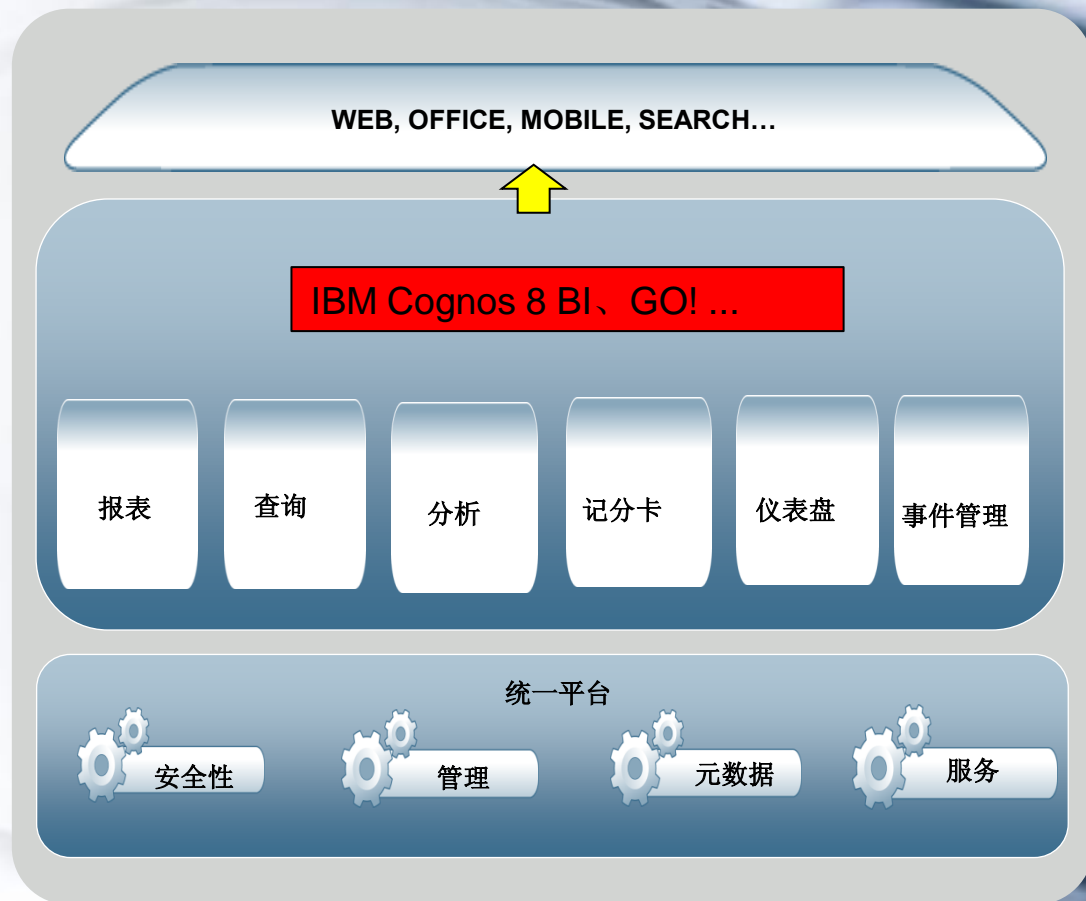 WEB, OFFICE, MOBILE, SEARCH…
IBM Cognos 8 BI、GO! ...
报表
查询
分析
记分卡
仪表盘
事件管理
统一平台
安全性
管理
元数据
服务